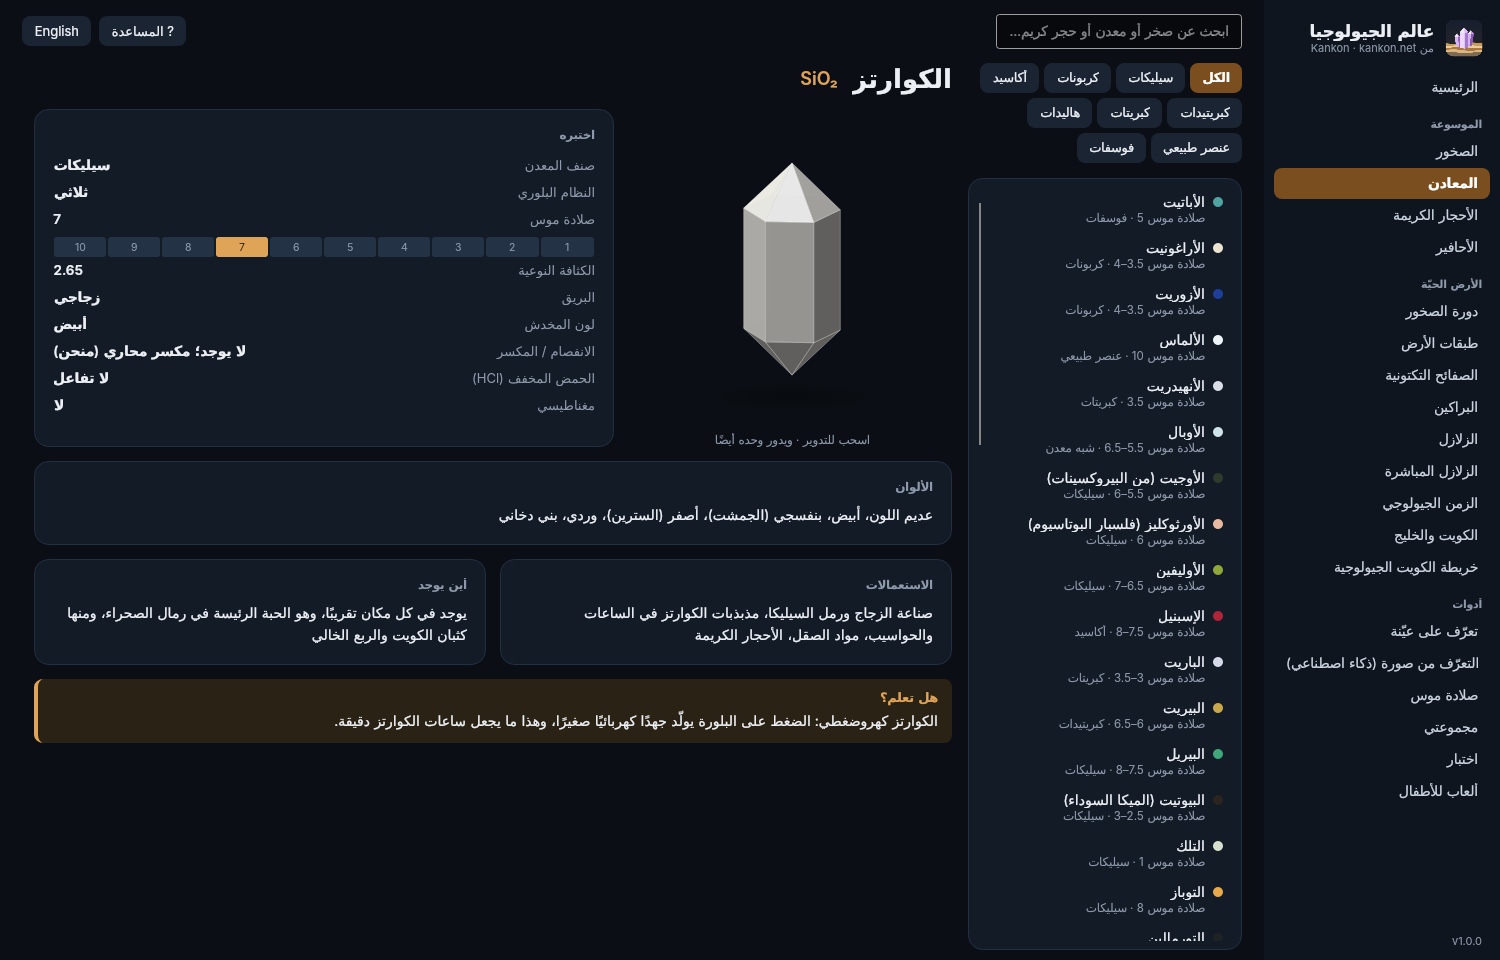 عالم الجيولوجيا
من Kankon · kankon.net
الرئيسية
الموسوعة
الصخور
المعادن
الأحجار الكريمة
الأحافير
الأرض الحيّة
دورة الصخور
طبقات الأرض
الصفائح التكتونية
البراكين
الزلازل
الزلازل المباشرة
الزمن الجيولوجي
الكويت والخليج
خريطة الكويت الجيولوجية
أدوات
تعرّف على عيّنة
التعرّف من صورة (ذكاء اصطناعي)
صلادة موس
مجموعتي
اختبار
ألعاب للأطفال
v1.0.0
ابحث عن صخر أو معدن أو حجر كريم...
? المساعدة
English
الكل
سيليكات
كربونات
أكاسيد
كبريتيدات
كبريتات
هاليدات
عنصر طبيعي
فوسفات
الأباتيت
صلادة موس 5 · فوسفات
الأراغونيت
صلادة موس 3.5–4 · كربونات
الأزوريت
صلادة موس 3.5–4 · كربونات
الألماس
صلادة موس 10 · عنصر طبيعي
الأنهيدريت
صلادة موس 3.5 · كبريتات
الأوبال
صلادة موس 5.5–6.5 · شبه معدن
الأوجيت (من البيروكسينات)
صلادة موس 5.5–6 · سيليكات
الأورثوكليز (فلسبار البوتاسيوم)
صلادة موس 6 · سيليكات
الأوليفين
صلادة موس 6.5–7 · سيليكات
الإسبنيل
صلادة موس 7.5–8 · أكاسيد
الباريت
صلادة موس 3–3.5 · كبريتات
البيريت
صلادة موس 6–6.5 · كبريتيدات
البيريل
صلادة موس 7.5–8 · سيليكات
البيوتيت (الميكا السوداء)
صلادة موس 2.5–3 · سيليكات
التلك
صلادة موس 1 · سيليكات
التوباز
صلادة موس 8 · سيليكات
التورمالين
الكوارتز SiO₂
اسحب للتدوير · ويدور وحده أيضًا
اختبره
صنف المعدن سيليكات
النظام البلوري ثلاثي
صلادة موس 7
1 2 3 4 5 6 7 8 9 10
الكثافة النوعية 2.65
البريق زجاجي
لون المخدش أبيض
الانفصام / المكسر لا يوجد؛ مكسر محاري (منحن)
الحمض المخفف (HCl) لا تفاعل
مغناطيسي لا
الألوان
عديم اللون، أبيض، بنفسجي (الجمشت)، أصفر (السترين)، وردي، بني دخاني
الاستعمالات
صناعة الزجاج ورمل السيليكا، مذبذبات الكوارتز في الساعات
والحواسيب، مواد الصقل، الأحجار الكريمة
أين يوجد
يوجد في كل مكان تقريبًا، وهو الحبة الرئيسة في رمال الصحراء، ومنها
كثبان الكويت والربع الخالي
هل تعلم؟
الكوارتز كهروضغطي: الضغط على البلورة يولّد جهدًا كهربائيًا صغيرًا، وهذا ما يجعل ساعات الكوارتز دقيقة.